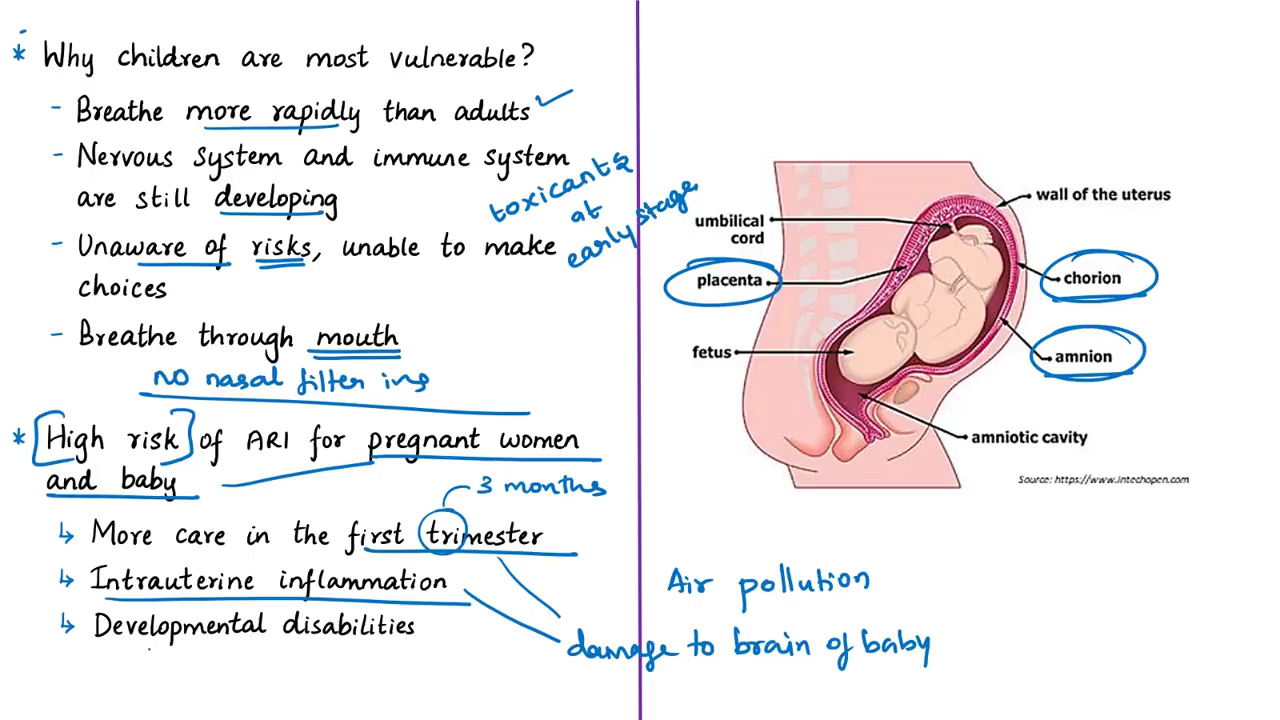 * Why children are most vulnerable?
- Breathe more rapidly than adults ✓
- Nervous system and immune system
are still developing
toxicants
at
early stage
- Unaware of risks, unable to make
choices
- Breathe through mouth
no nasal filter ing
* [High risk] of ARI for pregnant women
and baby
3 months
↳ More care in the first trimester
↳ Intrauterine inflammation
↳ Developmental disabilities
wall of the uterus
umbilical
cord
placenta
chorion
fetus
amnion
amniotic cavity
Source: https://www.intechopen.com
Air pollution
damage to brain of baby